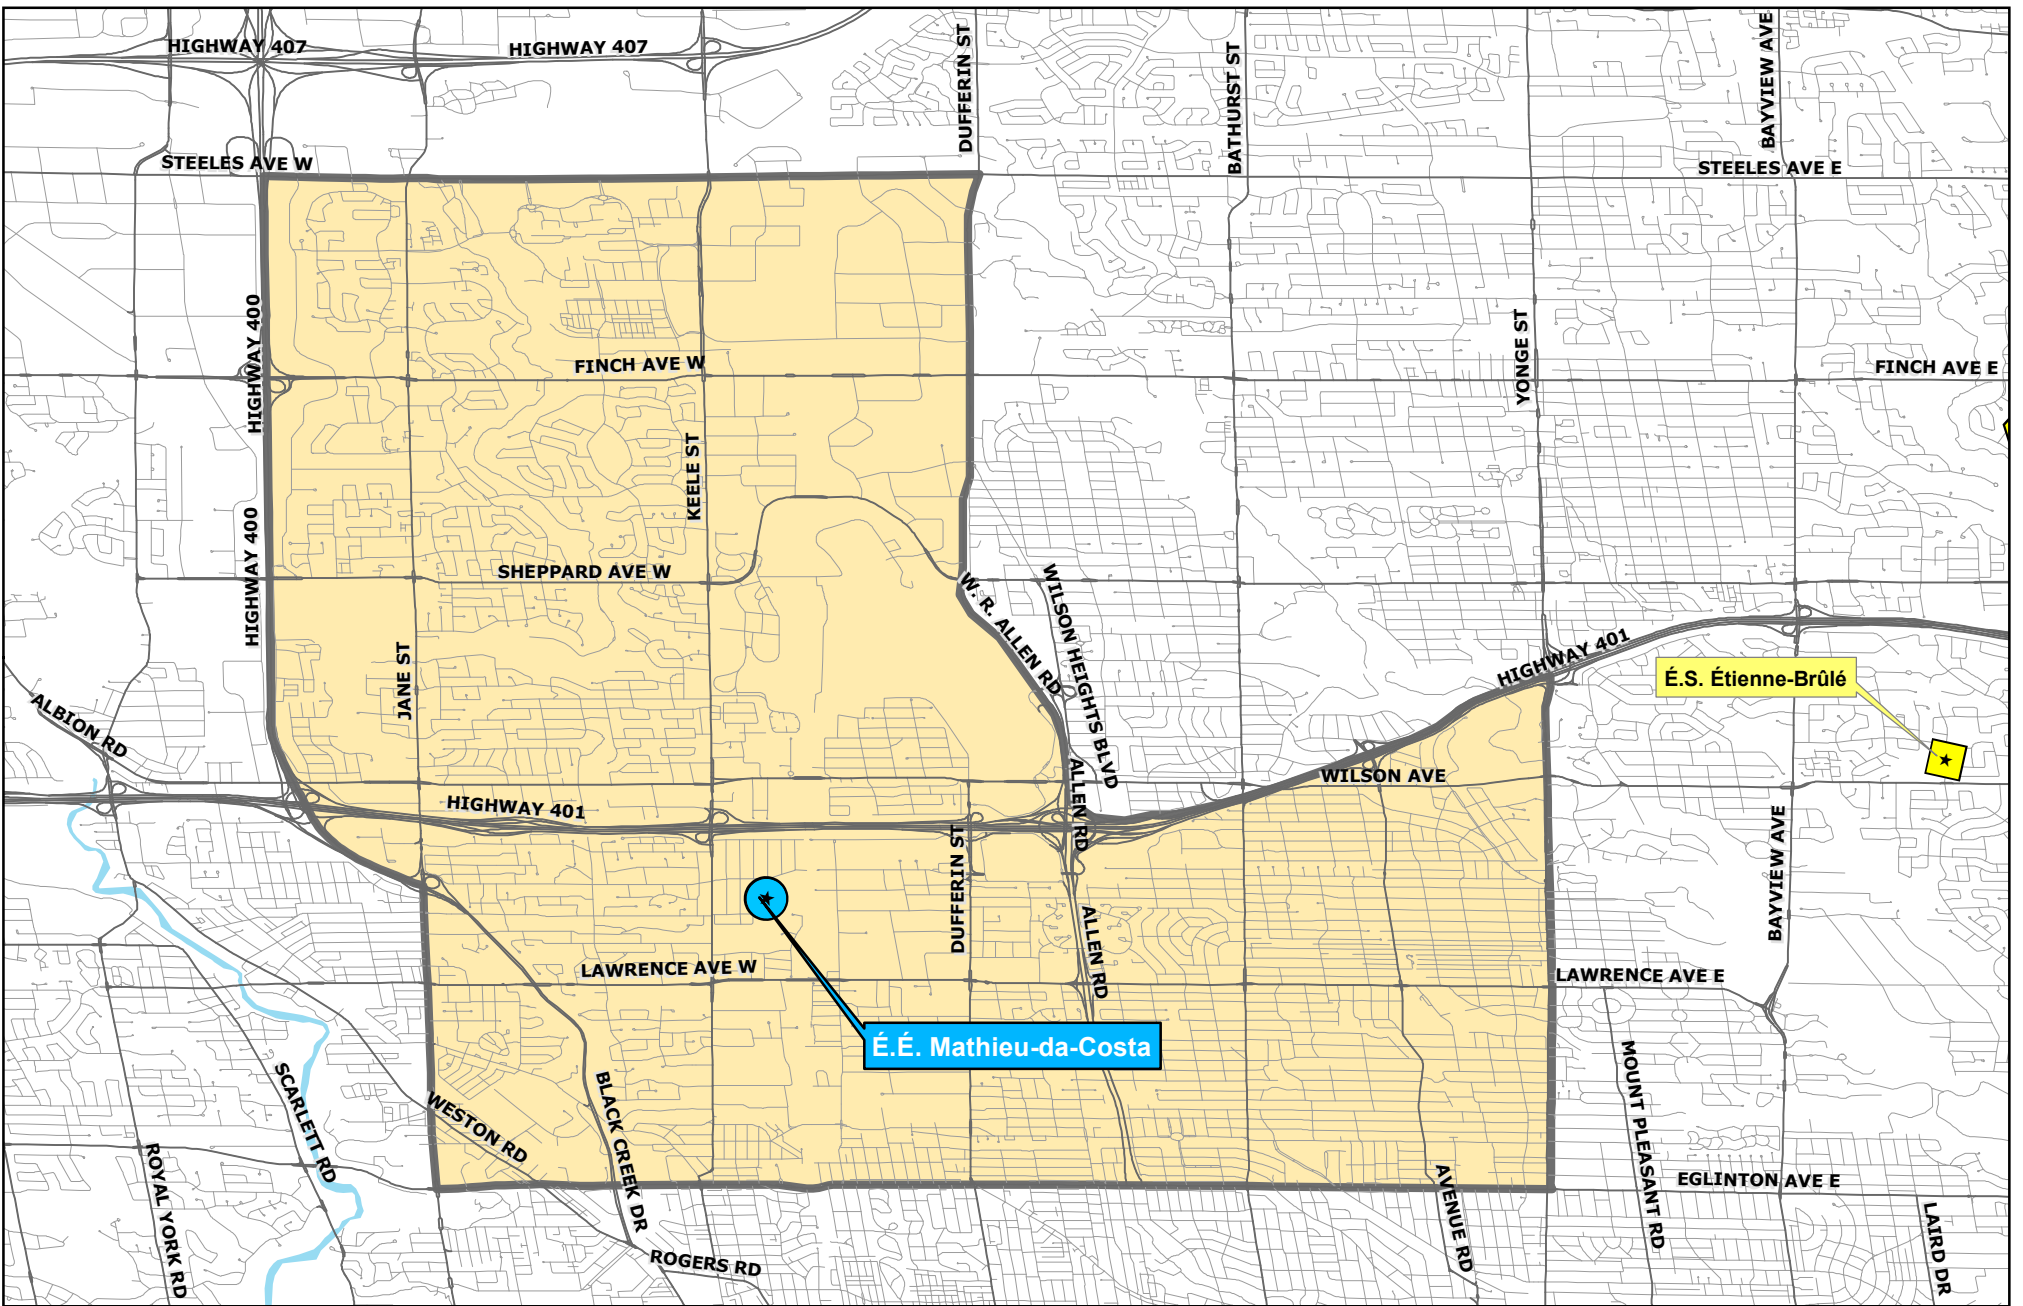 HIGHWAY 407
HIGHWAY 407
DUFFERIN ST
BATHURST ST
BAYVIEW AVE
STEELES AVE W
STEELES AVE E
HIGHWAY 400
FINCH AVE W
YONGE ST
FINCH AVE E
KEELE ST
HIGHWAY 400
SHEPPARD AVE W
W. R. ALLEN RD
WILSON HEIGHTS BLVD
JANE ST
HIGHWAY 401
É.S. Étienne-Brûlé
ALBION RD
WILSON AVE
HIGHWAY 401
ALLEN RD
DUFFERIN ST
BAYVIEW AVE
ALLEN RD
LAWRENCE AVE W
LAWRENCE AVE E
É.É. Mathieu-da-Costa
SCARLETT RD
WESTON RD
BLACK CREEK DR
MOUNT PLEASANT RD
ROYAL YORK RD
AVENUE RD
EGLINTON AVE E
LAIRD DR
ROGERS RD